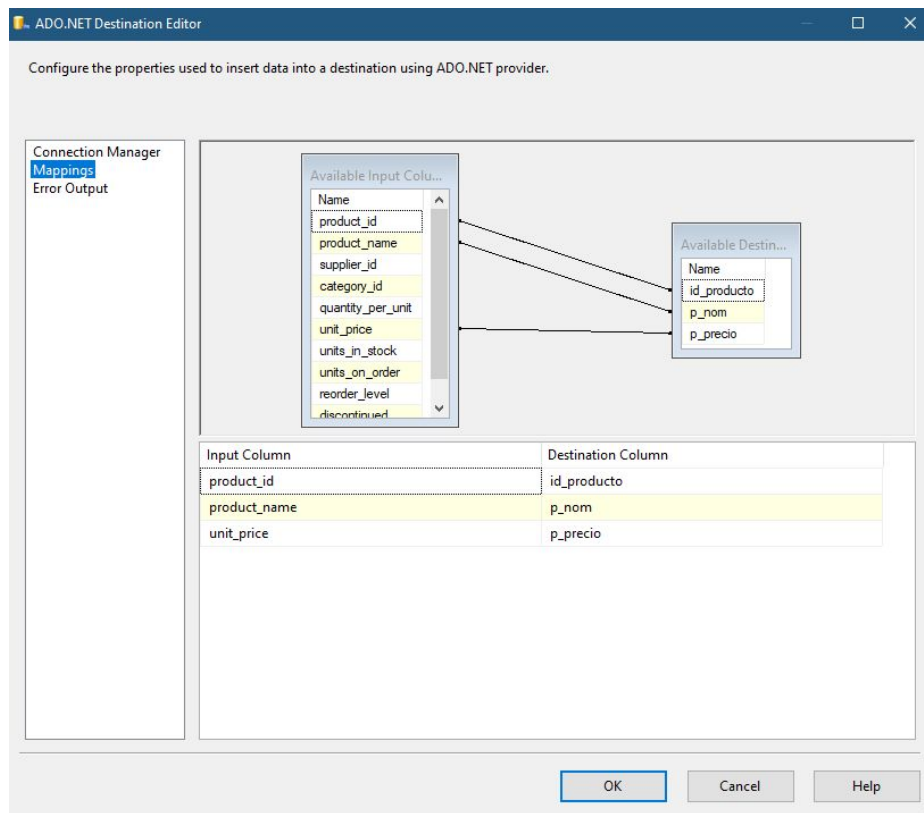 ADO.NET Destination Editor
Configure the properties used to insert data into a destination using ADO.NET provider.
Connection Manager
Mappings
Error Output
Available Input Colu...
Name
product_id
product_name
supplier_id
category_id
quantity_per_unit
unit_price
units_in_stock
units_on_order
reorder_level
discontinued
Available Destin...
Name
id_producto
p_nom
p_precio
Input Column Destination Column
product_id id_producto
product_name p_nom
unit_price p_precio
OK Cancel Help